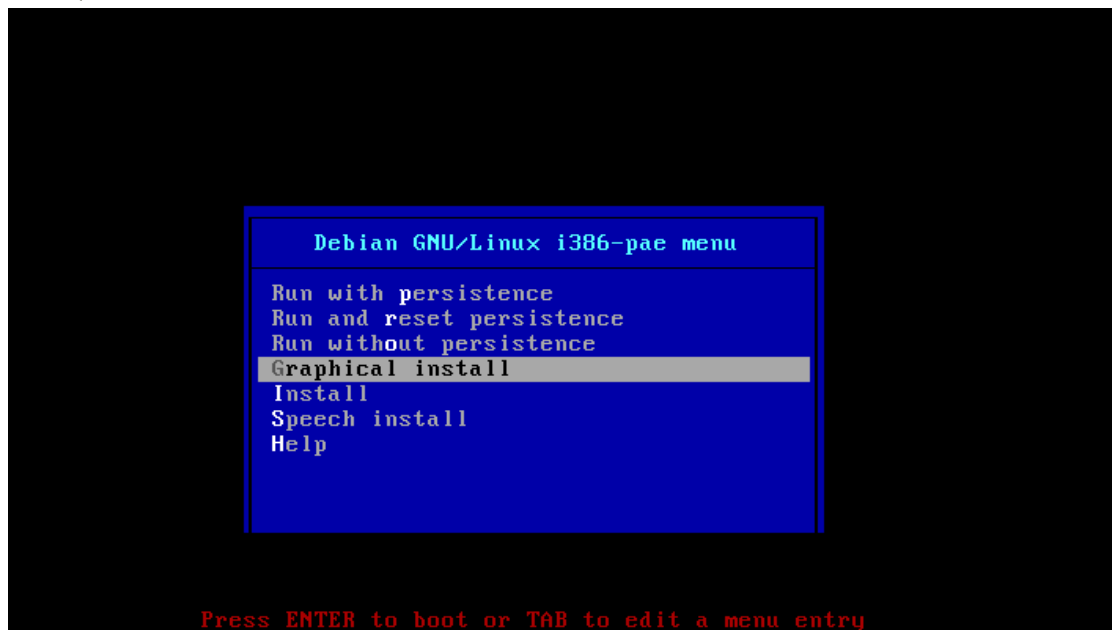 Debian GNU/Linux i386-pae menu
Run with persistence
Run and reset persistence
Run without persistence
Graphical install
Install
Speech install
Help
Press ENTER to boot or TAB to edit a menu entry